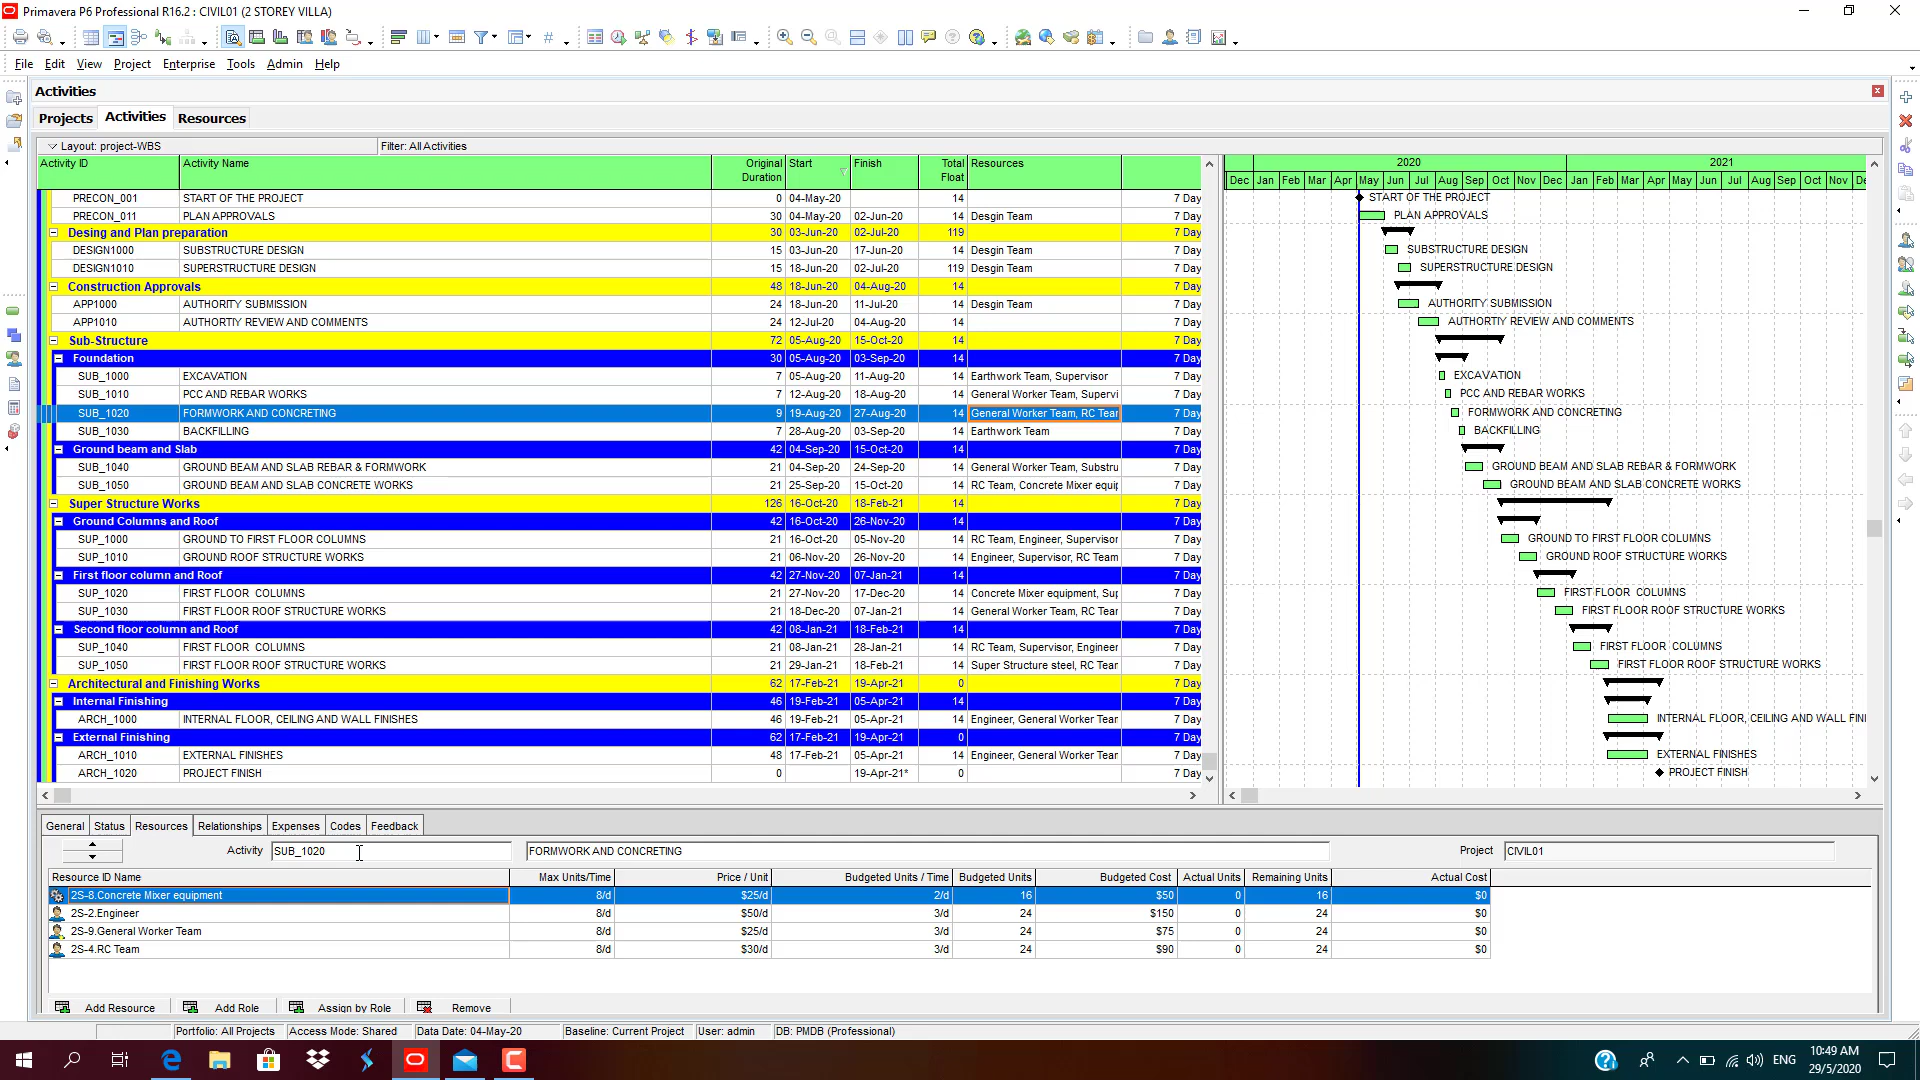 Primavera P6 Professional R16.2 : CIVIL01 (2 STOREY VILLA)
File Edit View Project Enterprise Tools Admin Help
Activities
Projects Activities Resources
Layout: project-WBS Filter: All Activities
Activity ID Activity Name Original Duration Start Finish Total Float Resources
2020 2021
Dec Jan Feb Mar Apr May Jun Jul Aug Sep Oct Nov Dec Jan Feb Mar Apr May Jun Jul Aug Sep Oct Nov De
PRECON_001 START OF THE PROJECT 0 04-May-20 14 7 Day START OF THE PROJECT
PRECON_011 PLAN APPROVALS 30 04-May-20 02-Jun-20 14 Desgin Team 7 Day PLAN APPROVALS
Desing and Plan preparation 30 03-Jun-20 02-Jul-20 119 7 Day
DESIGN1000 SUBSTRUCTURE DESIGN 15 03-Jun-20 17-Jun-20 14 Desgin Team 7 Day SUBSTRUCTURE DESIGN
DESIGN1010 SUPERSTRUCTURE DESIGN 15 18-Jun-20 02-Jul-20 119 Desgin Team 7 Day SUPERSTRUCTURE DESIGN
Construction Approvals 48 18-Jun-20 04-Aug-20 14 7 Day
APP1000 AUTHORITY SUBMISSION 24 18-Jun-20 11-Jul-20 14 Desgin Team 7 Day AUTHORITY SUBMISSION
APP1010 AUTHORTIY REVIEW AND COMMENTS 24 12-Jul-20 04-Aug-20 14 7 Day AUTHORTIY REVIEW AND COMMENTS
Sub-Structure 72 05-Aug-20 15-Oct-20 14 7 Day
Foundation 30 05-Aug-20 03-Sep-20 14 7 Day
SUB_1000 EXCAVATION 7 05-Aug-20 11-Aug-20 14 Earthwork Team, Supervisor 7 Day EXCAVATION
SUB_1010 PCC AND REBAR WORKS 7 12-Aug-20 18-Aug-20 14 General Worker Team, Supervi 7 Day PCC AND REBAR WORKS
SUB_1020 FORMWORK AND CONCRETING 9 19-Aug-20 27-Aug-20 14 General Worker Team, RC Tear 7 Day FORMWORK AND CONCRETING
SUB_1030 BACKFILLING 7 28-Aug-20 03-Sep-20 14 Earthwork Team 7 Day BACKFILLING
Ground beam and Slab 42 04-Sep-20 15-Oct-20 14 7 Day
SUB_1040 GROUND BEAM AND SLAB REBAR & FORMWORK 21 04-Sep-20 24-Sep-20 14 General Worker Team, Substru 7 Day GROUND BEAM AND SLAB REBAR & FORMWORK
SUB_1050 GROUND BEAM AND SLAB CONCRETE WORKS 21 25-Sep-20 15-Oct-20 14 RC Team, Concrete Mixer equip 7 Day GROUND BEAM AND SLAB CONCRETE WORKS
Super Structure Works 126 16-Oct-20 18-Feb-21 14 7 Day
Ground Columns and Roof 42 16-Oct-20 26-Nov-20 14 7 Day
SUP_1000 GROUND TO FIRST FLOOR COLUMNS 21 16-Oct-20 05-Nov-20 14 RC Team, Engineer, Supervisor 7 Day GROUND TO FIRST FLOOR COLUMNS
SUP_1010 GROUND ROOF STRUCTURE WORKS 21 06-Nov-20 26-Nov-20 14 Engineer, Supervisor, RC Team 7 Day GROUND ROOF STRUCTURE WORKS
First floor column and Roof 42 27-Nov-20 07-Jan-21 14 7 Day
SUP_1020 FIRST FLOOR COLUMNS 21 27-Nov-20 17-Dec-20 14 Concrete Mixer equipment, Sup 7 Day FIRST FLOOR COLUMNS
SUP_1030 FIRST FLOOR ROOF STRUCTURE WORKS 21 18-Dec-20 07-Jan-21 14 General Worker Team, RC Tear 7 Day FIRST FLOOR ROOF STRUCTURE WORKS
Second floor column and Roof 42 08-Jan-21 18-Feb-21 14 7 Day
SUP_1040 FIRST FLOOR COLUMNS 21 08-Jan-21 28-Jan-21 14 RC Team, Supervisor, Engineer 7 Day FIRST FLOOR COLUMNS
SUP_1050 FIRST FLOOR ROOF STRUCTURE WORKS 21 29-Jan-21 18-Feb-21 14 Super Structure steel, RC Tear 7 Day FIRST FLOOR ROOF STRUCTURE WORKS
Architectural and Finishing Works 62 17-Feb-21 19-Apr-21 0 7 Day
Internal Finishing 46 19-Feb-21 05-Apr-21 14 7 Day
ARCH_1000 INTERNAL FLOOR, CEILING AND WALL FINISHES 46 19-Feb-21 05-Apr-21 14 Engineer, General Worker Tear 7 Day INTERNAL FLOOR, CEILING AND WALL FINI
External Finishing 62 17-Feb-21 19-Apr-21 0 7 Day
ARCH_1010 EXTERNAL FINISHES 48 17-Feb-21 05-Apr-21 14 Engineer, General Worker Tear 7 Day EXTERNAL FINISHES
ARCH_1020 PROJECT FINISH 0 19-Apr-21* 0 7 Day PROJECT FINISH
General Status Resources Relationships Expenses Codes Feedback
Activity SUB_1020 FORMWORK AND CONCRETING Project CIVIL01
Resource ID Name Max Units/Time Price / Unit Budgeted Units / Time Budgeted Units Budgeted Cost Actual Units Remaining Units Actual Cost
2S-8.Concrete Mixer equipment 8/d $25/d 2/d 16 $50 0 16 $0
2S-2.Engineer 8/d $50/d 3/d 24 $150 0 24 $0
2S-9.General Worker Team 8/d $25/d 3/d 24 $75 0 24 $0
2S-4.RC Team 8/d $30/d 3/d 24 $90 0 24 $0
Add Resource Add Role Assign by Role Remove
Portfolio: All Projects Access Mode: Shared Data Date: 04-May-20 Baseline: Current Project User: admin DB: PMDB (Professional)
ENG 10:49 AM
29/5/2020